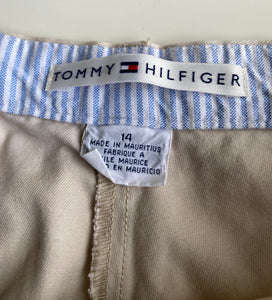 TOMMY HILFIGER
14
MADE IN MAURITIUS
FABRIQUE A
ILE MAURICE
EN MAURICIO